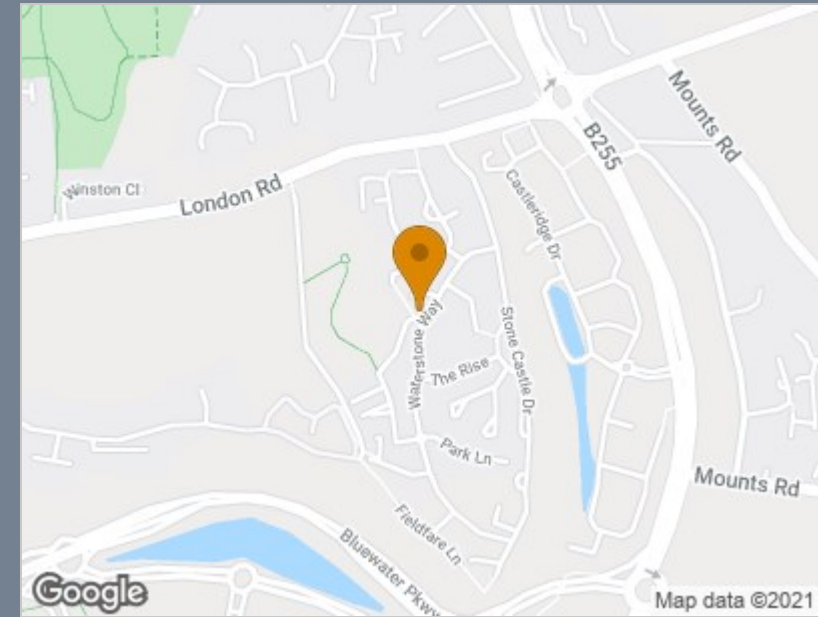 Mounts Rd
B255
Winston Ct
London Rd
Castleridge Dr
Waterstone Way
Stone Castle Dr
The Rise
Park Ln
Mounts Rd
Fieldfare Ln
Bluewater Pkwy
Google
Map data ©2021